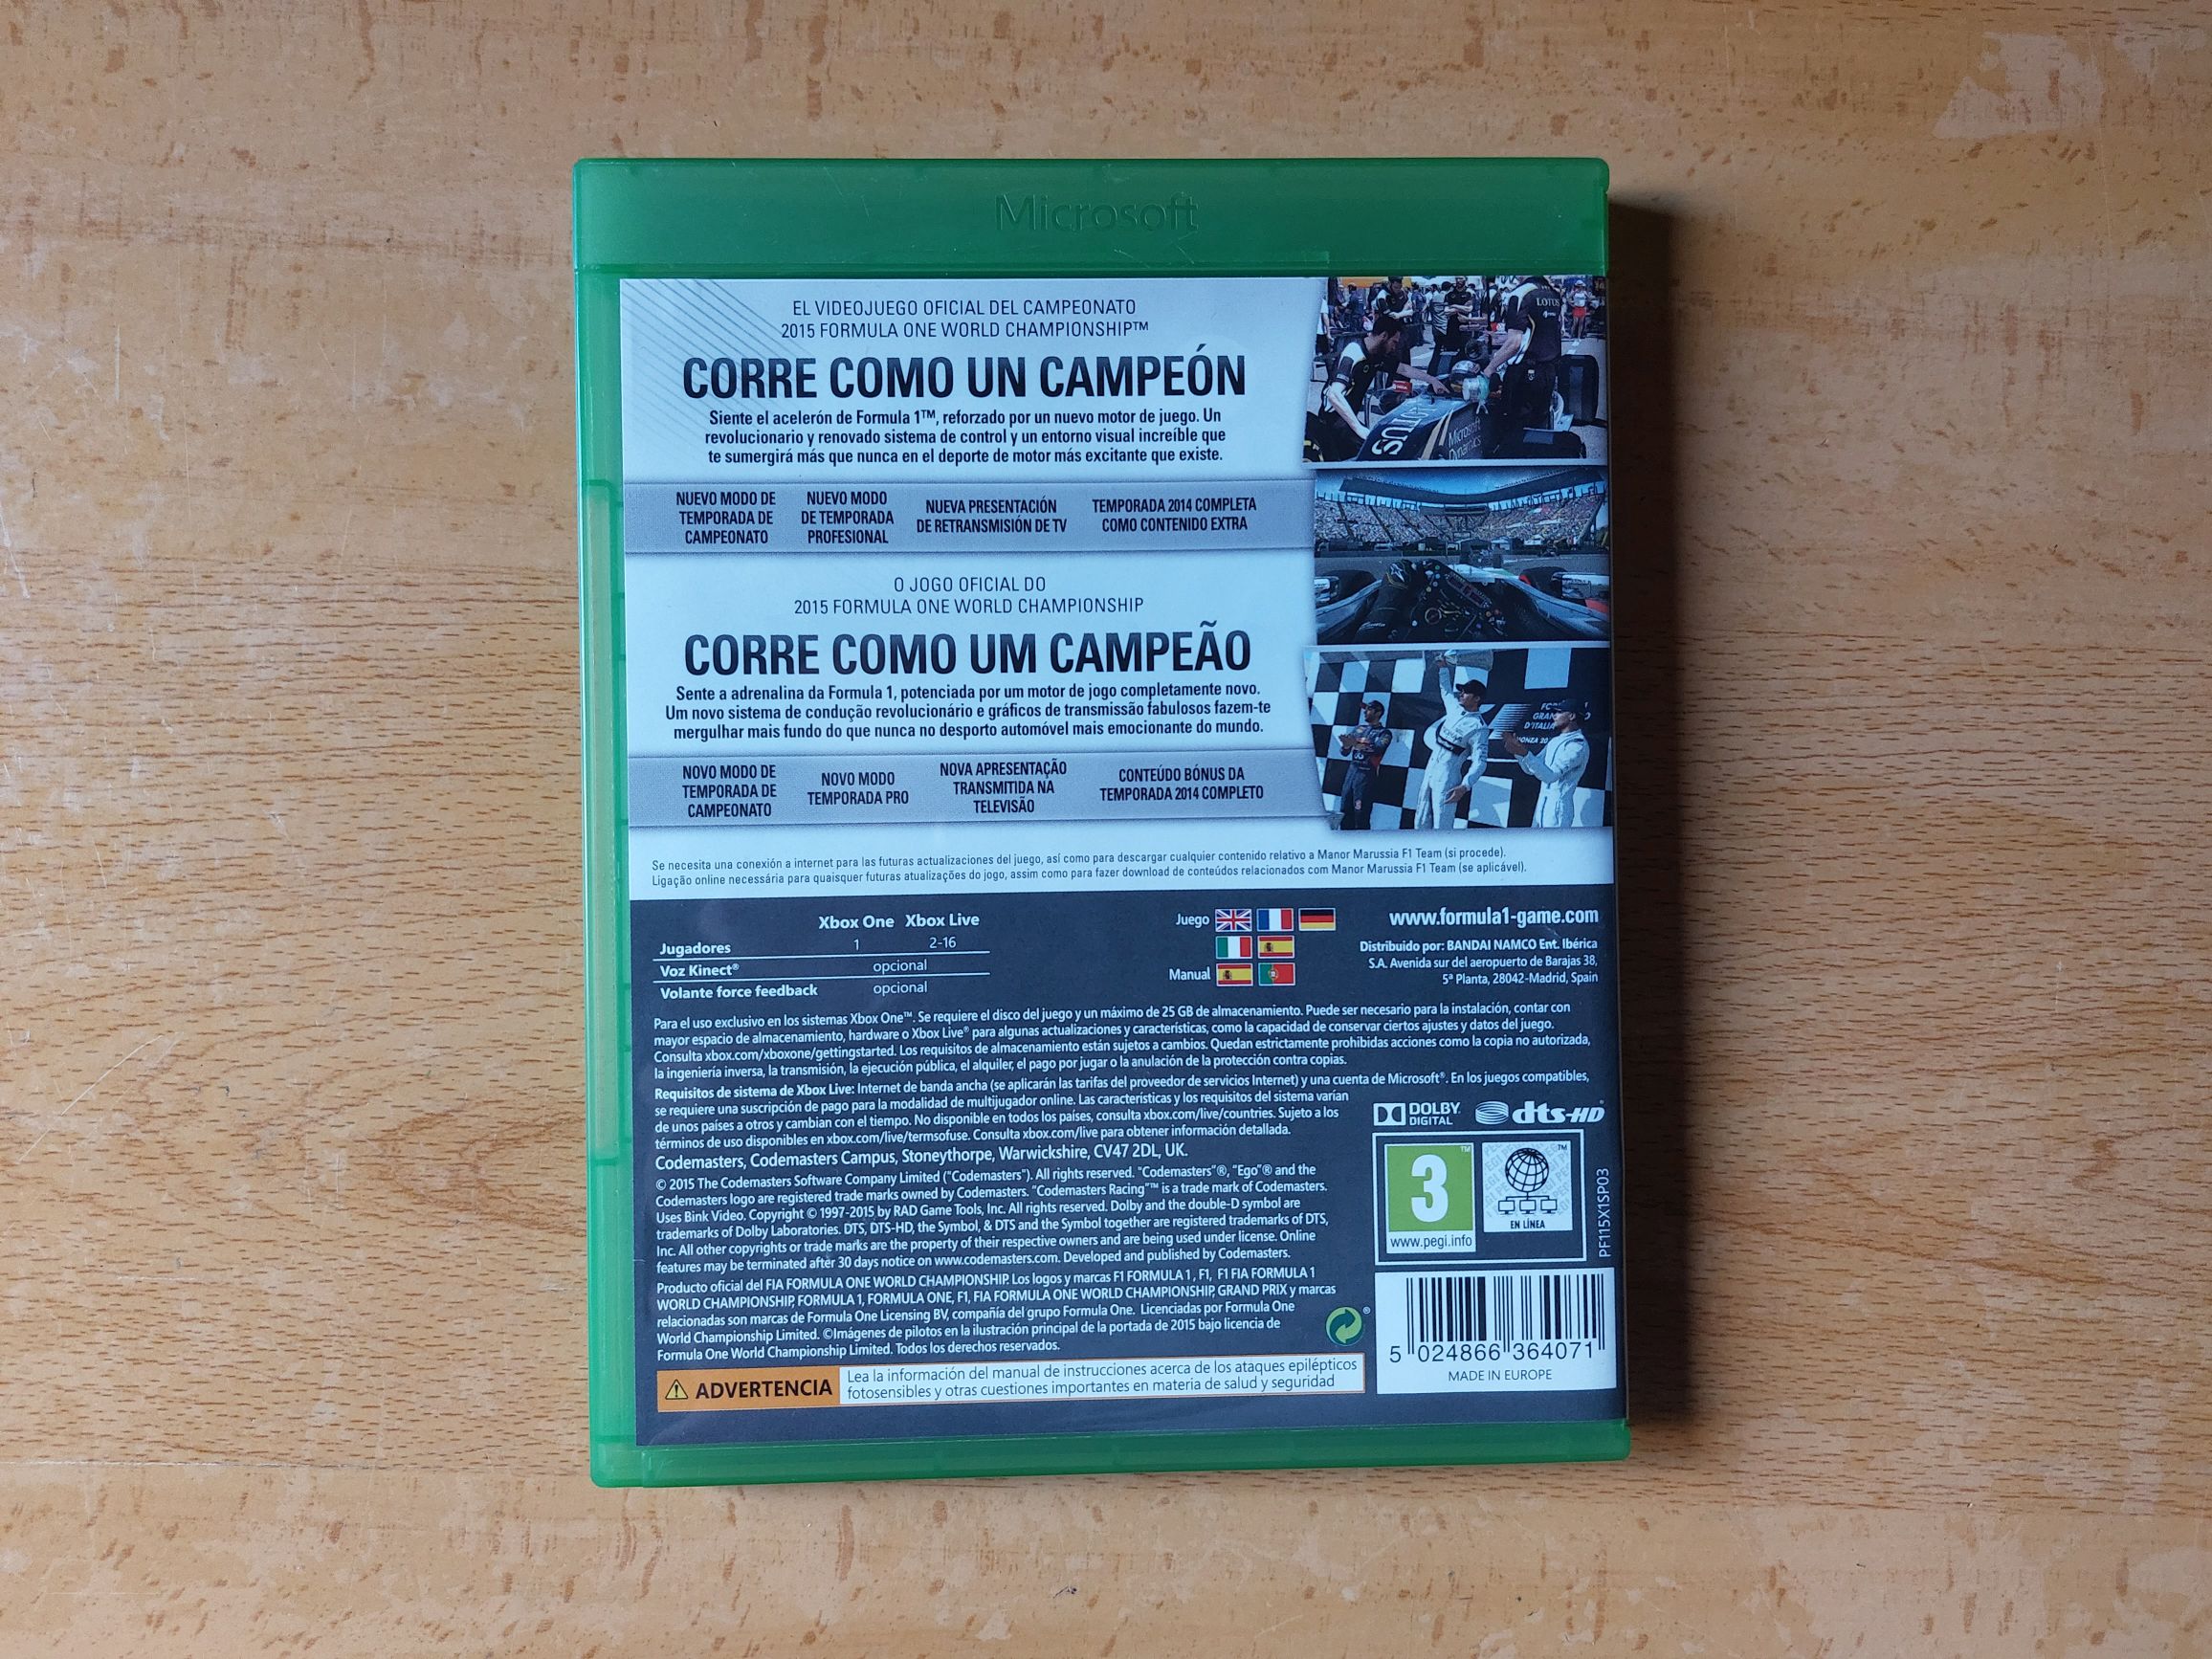 Microsoft
EL VIDEOJUEGO OFICIAL DEL CAMPEONATO
2015 FORMULA ONE WORLD CHAMPIONSHIP™
CORRE COMO UN CAMPEÓN
Siente el acelerón de Formula 1™, reforzado por un nuevo motor de juego. Un
revolucionario y renovado sistema de control y un entorno visual increíble que
te sumergirá más que nunca en el deporte de motor más excitante que existe.
NUEVO MODO DE
TEMPORADA DE
CAMPEONATO
NUEVO MODO
DE TEMPORADA
PROFESIONAL
NUEVA PRESENTACIÓN
DE RETRANSMISIÓN DE TV
TEMPORADA 2014 COMPLETA
COMO CONTENIDO EXTRA
LOTUS
Microsoft
Dynamics
O JOGO OFICIAL DO
2015 FORMULA ONE WORLD CHAMPIONSHIP
CORRE COMO UM CAMPEÃO
Sente a adrenalina da Formula 1, potenciada por um motor de jogo completamente novo.
Um novo sistema de condução revolucionário e gráficos de transmissão fabulosos fazem-te
mergulhar mais fundo do que nunca no desporto automóvel mais emocionante do mundo.
NOVO MODO DE
TEMPORADA DE
CAMPEONATO
NOVO MODO
TEMPORADA PRO
NOVA APRESENTAÇÃO
TRANSMITIDA NA
TELEVISÃO
CONTEÚDO BÓNUS DA
TEMPORADA 2014 COMPLETO
D'ITALIA
Se necesita una conexión a internet para las futuras actualizaciones del juego, así como para descargar cualquier contenido relativo a Manor Marussia F1 Team (si procede).
Ligação online necessária para quaisquer futuras atualizações do jogo, assim como para fazer download de conteúdos relacionados com Manor Marussia F1 Team (se aplicável).
Xbox One Xbox Live
Jugadores 1 2-16
Voz Kinect® opcional
Volante force feedback opcional
Juego
Manual
www.formula1-game.com
Distribuido por: BANDAI NAMCO Ent. Ibérica
S.A. Avenida sur del aeropuerto de Barajas 38,
5ª Planta, 28042-Madrid, Spain
Para el uso exclusivo en los sistemas Xbox One™. Se requiere el disco del juego y un máximo de 25 GB de almacenamiento. Puede ser necesario para la instalación, contar con
mayor espacio de almacenamiento, hardware o Xbox Live® para algunas actualizaciones y características, como la capacidad de conservar ciertos ajustes y datos del juego.
Consulta xbox.com/xboxone/gettingstarted. Los requisitos de almacenamiento están sujetos a cambios. Quedan estrictamente prohibidas acciones como la copia no autorizada,
la ingeniería inversa, la transmisión, la ejecución pública, el alquiler, el pago por jugar o la anulación de la protección contra copias.
Requisitos de sistema de Xbox Live: Internet de banda ancha (se aplicarán las tarifas del proveedor de servicios Internet) y una cuenta de Microsoft®. En los juegos compatibles,
se requiere una suscripción de pago para la modalidad de multijugador online. Las características y los requisitos del sistema varían
de unos países a otros y cambian con el tiempo. No disponible en todos los países, consulta xbox.com/live/countries. Sujeto a los
términos de uso disponibles en xbox.com/live/termsofuse. Consulta xbox.com/live para obtener información detallada.
Codemasters, Codemasters Campus, Stoneythorpe, Warwickshire, CV47 2DL, UK.
© 2015 The Codemasters Software Company Limited ("Codemasters"). All rights reserved. "Codemasters"®, "Ego"® and the
Codemasters logo are registered trade marks owned by Codemasters. "Codemasters Racing"™ is a trade mark of Codemasters.
Uses Bink Video. Copyright © 1997-2015 by RAD Game Tools, Inc. All rights reserved. Dolby and the double-D symbol are
trademarks of Dolby Laboratories. DTS, DTS-HD, the Symbol, & DTS and the Symbol together are registered trademarks of DTS,
Inc. All other copyrights or trade marks are the property of their respective owners and are being used under license. Online
features may be terminated after 30 days notice on www.codemasters.com. Developed and published by Codemasters.
Producto oficial del FIA FORMULA ONE WORLD CHAMPIONSHIP. Los logos y marcas F1 FORMULA 1, F1, F1 FIA FORMULA 1
WORLD CHAMPIONSHIP, FORMULA 1, FORMULA ONE, F1, FIA FORMULA ONE WORLD CHAMPIONSHIP, GRAND PRIX y marcas
relacionadas son marcas de Formula One Licensing BV, compañía del grupo Formula One. Licenciadas por Formula One
World Championship Limited. ©Imágenes de pilotos en la ilustración principal de la portada de 2015 bajo licencia de
Formula One World Championship Limited. Todos los derechos reservados.
ADVERTENCIA
Lea la información del manual de instrucciones acerca de los ataques epilépticos
fotosensibles y otras cuestiones importantes en materia de salud y seguridad
DOLBY
DIGITAL
dts-HD
3
www.pegi.info
EN LÍNEA
PF115X1SP03
5 024866 364071
MADE IN EUROPE